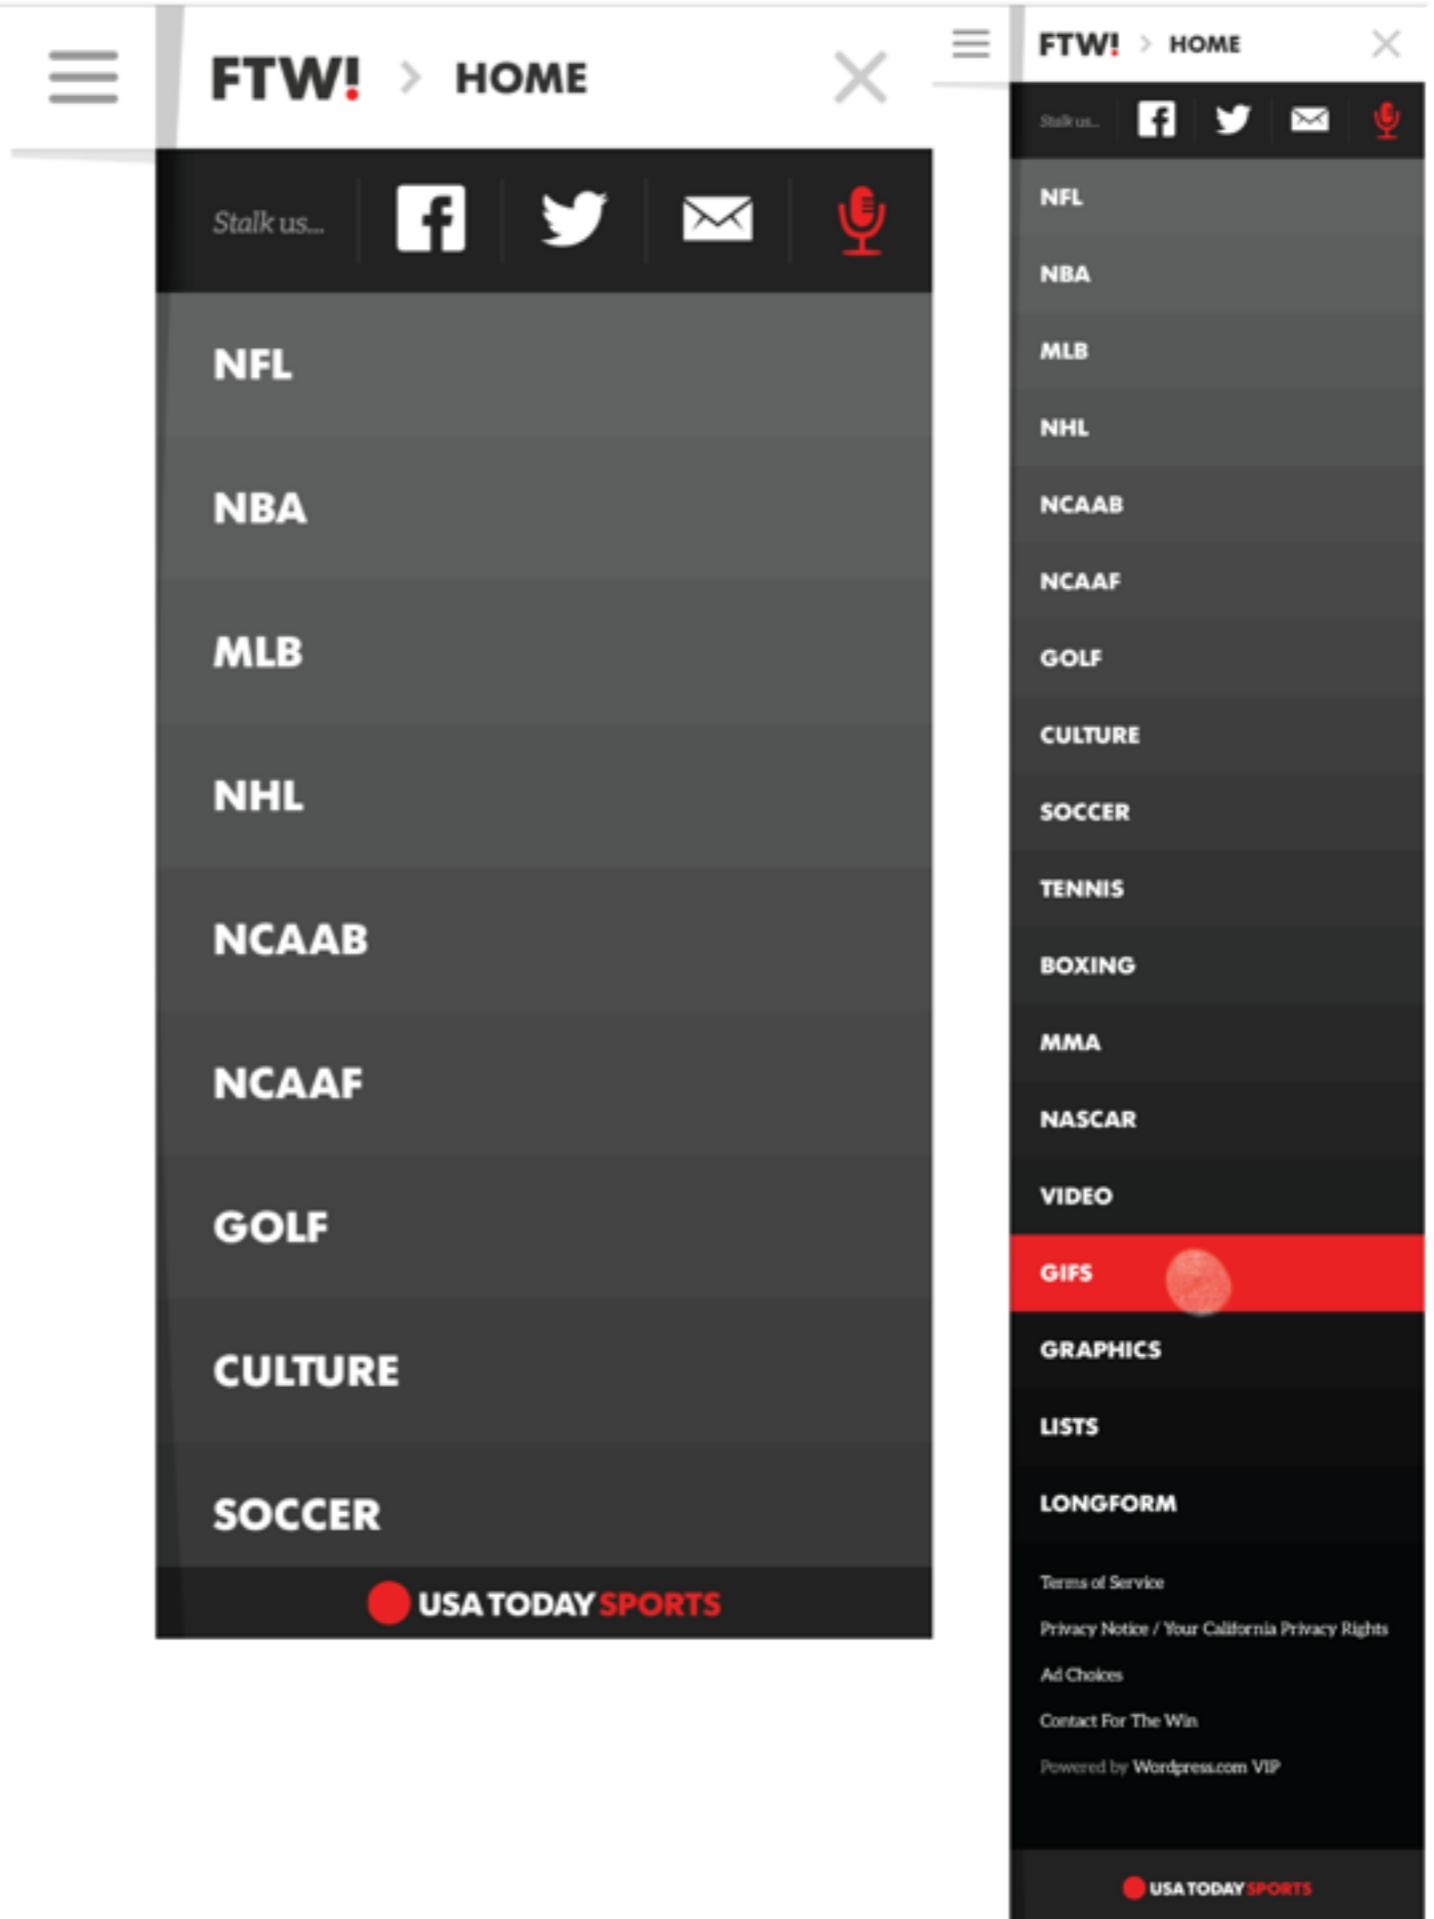 FTW! > HOME
Stalk us...
NFL
NBA
MLB
NHL
NCAAB
NCAAF
GOLF
CULTURE
SOCCER
USA TODAY SPORTS
FTW! > HOME
Stalk us...
NFL
NBA
MLB
NHL
NCAAB
NCAAF
GOLF
CULTURE
SOCCER
TENNIS
BOXING
MMA
NASCAR
VIDEO
GIFS
GRAPHICS
LISTS
LONGFORM
Terms of Service
Privacy Notice / Your California Privacy Rights
Ad Choices
Contact For The Win
Powered by Wordpress.com VIP
USA TODAY SPORTS